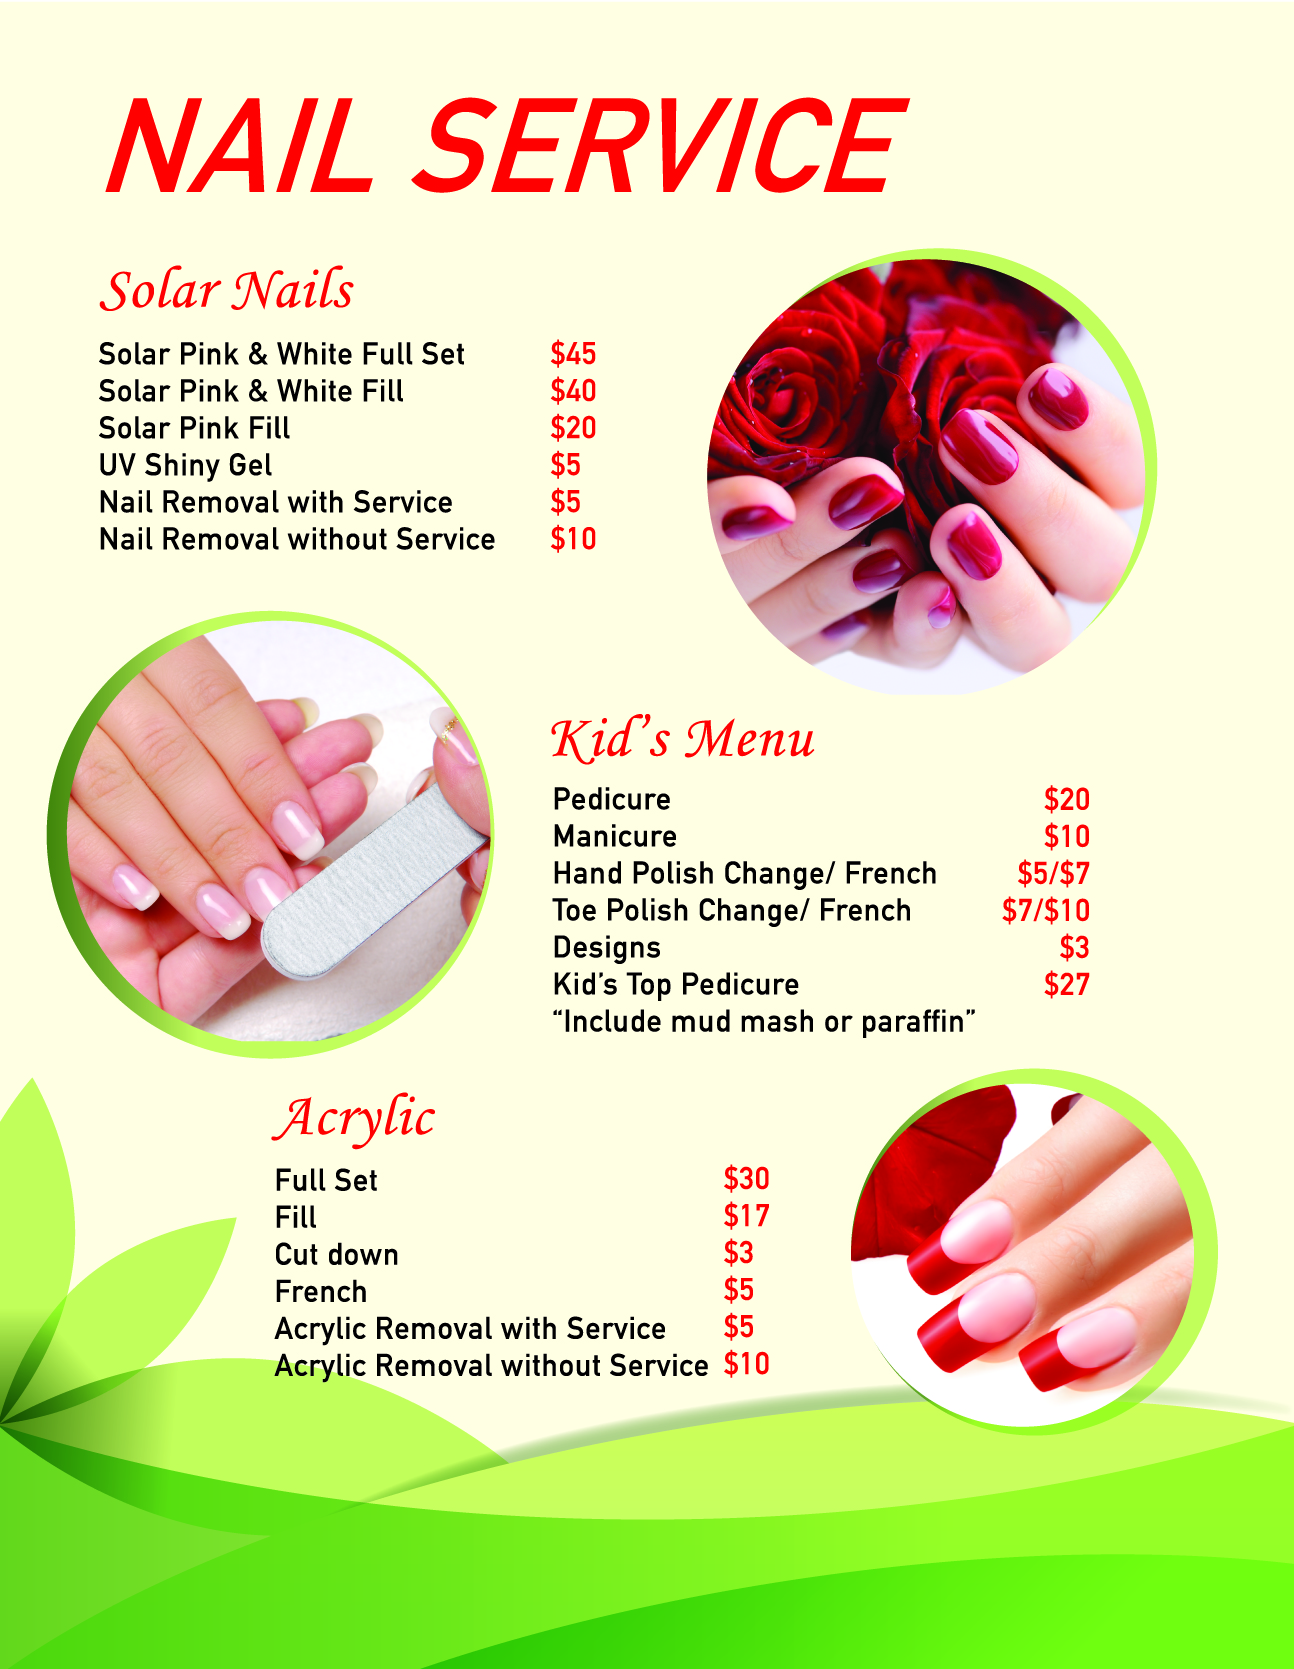 NAIL SERVICE
Solar Nails
Solar Pink & White Full Set $45
Solar Pink & White Fill $40
Solar Pink Fill $20
UV Shiny Gel $5
Nail Removal with Service $5
Nail Removal without Service $10
Kid’s Menu
Pedicure $20
Manicure $10
Hand Polish Change/ French $5/$7
Toe Polish Change/ French $7/$10
Designs $3
Kid’s Top Pedicure $27
“Include mud mash or paraffin”
Acrylic
Full Set $30
Fill $17
Cut down $3
French $5
Acrylic Removal with Service $5
Acrylic Removal without Service $10